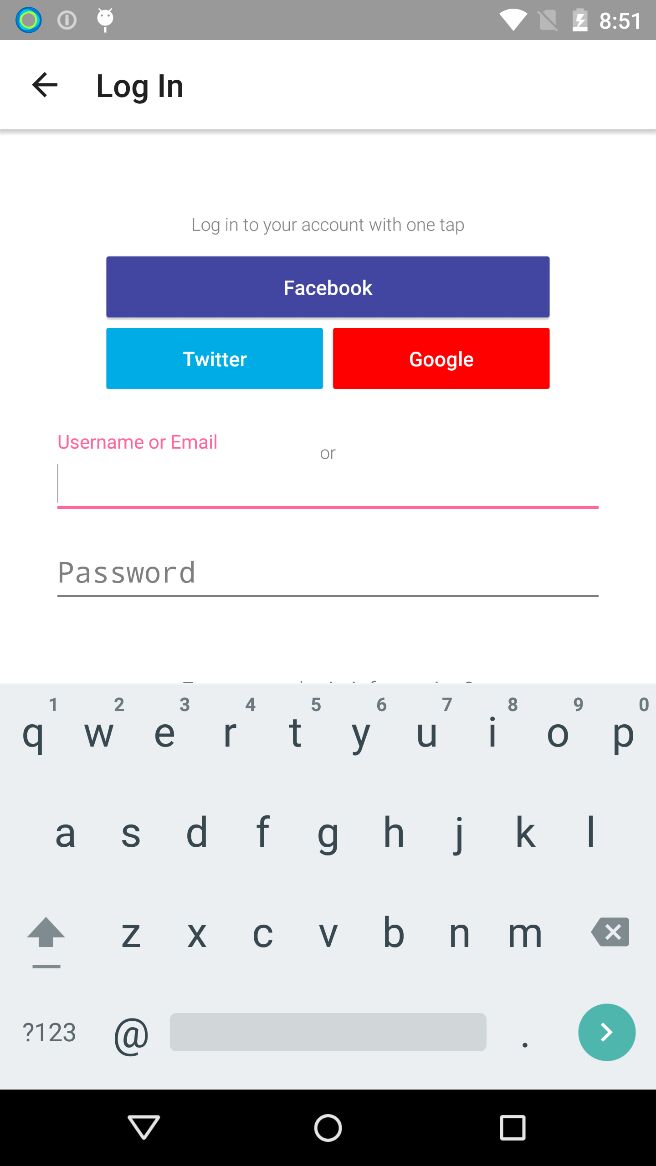 8:51
Log In
Log in to your account with one tap
Facebook
Twitter Google
Username or Email
or
Password
1 2 3 4 5 6 7 8 9 0
q w e r t y u i o p
a s d f g h j k l
z x c v b n m
?123 @ .